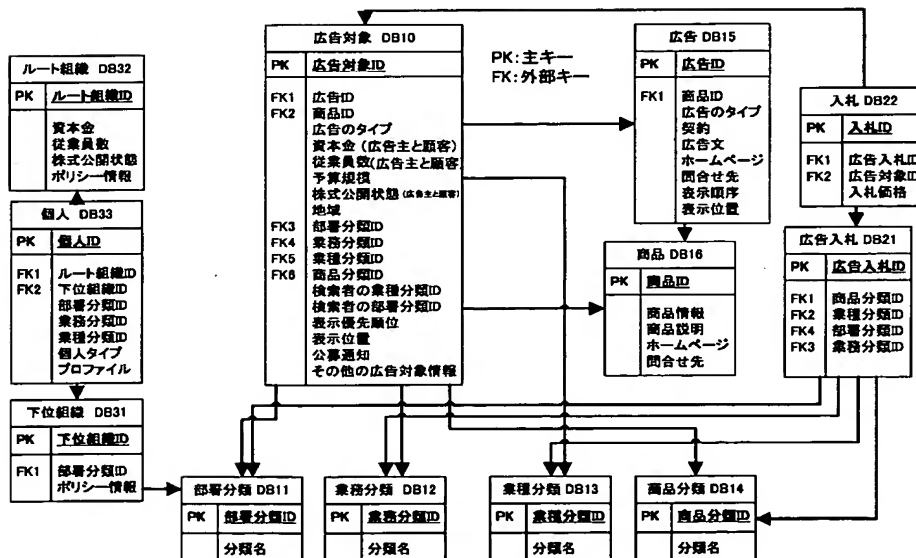 ルート組織 DB32
PK ルート組織ID
資本金
従業員数
株式公開状態
ポリシー情報
個人 DB33
PK 個人ID
FK1 ルート組織ID
FK2 下位組織ID
部署分類ID
業務分類ID
業種分類ID
個人タイプ
プロファイル
下位組織 DB31
PK 下位組織ID
FK1 部署分類ID
ポリシー情報
広告対象 DB10
PK 広告対象ID
FK1 広告ID
FK2 商品ID
広告のタイプ
資本金(広告主と顧客)
従業員数(広告主と顧客)
予算規模
株式公開状態(広告主と顧客)
地域
FK3 部署分類ID
FK4 業務分類ID
FK5 業種分類ID
FK6 商品分類ID
検索者の業種分類ID
検索者の部署分類ID
表示優先順位
表示位置
公募通知
その他の広告対象情報
PK:主キー
FK:外部キー
広告 DB15
PK 広告ID
FK1 商品ID
広告のタイプ
契約
広告文
ホームページ
問合せ先
表示順序
表示位置
商品 DB16
PK 商品ID
商品情報
商品説明
ホームページ
問合せ先
入札 DB22
PK 入札ID
FK1 広告入札ID
FK2 広告対象ID
入札価格
広告入札 DB21
PK 広告入札ID
FK1 商品分類ID
FK2 業種分類ID
FK4 部署分類ID
FK3 業務分類ID
部署分類 DB11
PK 部署分類ID
分類名
業務分類 DB12
PK 業務分類ID
分類名
業種分類 DB13
PK 業種分類ID
分類名
商品分類 DB14
PK 商品分類ID
分類名